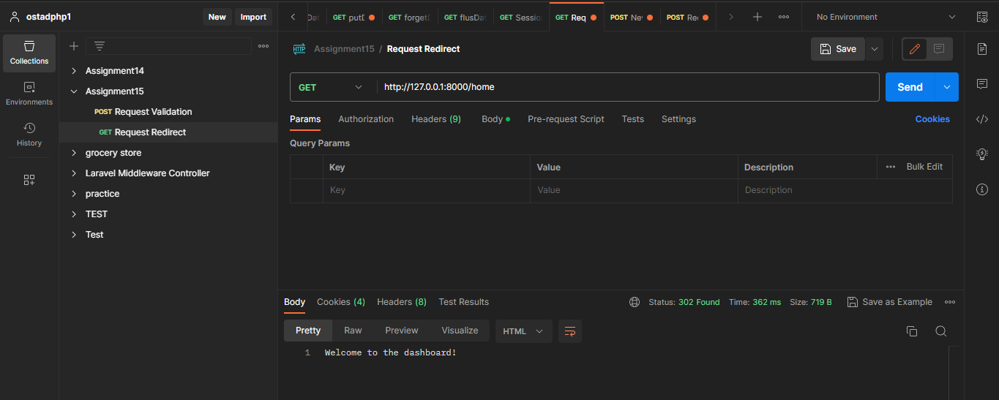 ostadphp1
New Import
Da GET putD GET forget GET flusDa GET Sessio GET Req POST Ne POST Re No Environment
Collections
Environments
History
Assignment14
Assignment15
POST Request Validation
GET Request Redirect
grocery store
Laravel Middleware Controller
practice
TEST
Test
HTTP Assignment15 / Request Redirect
Save
GET http://127.0.0.1:8000/home
Send
Params Authorization Headers (9) Body Pre-request Script Tests Settings Cookies
Query Params
Key Value Description Bulk Edit
Key Value Description
Body Cookies (4) Headers (8) Test Results Status: 302 Found Time: 362 ms Size: 719 B Save as Example
Pretty Raw Preview Visualize HTML
1 Welcome to the dashboard!